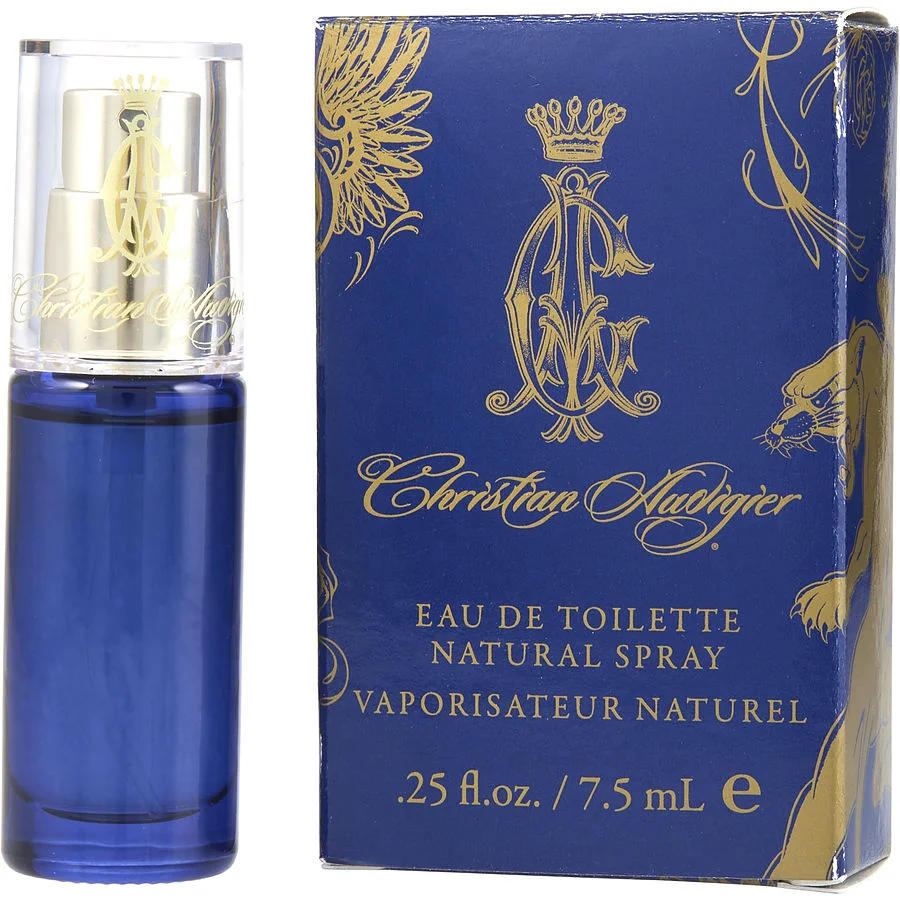 Christian Audigier
Christian Audigier
®
EAU DE TOILETTE
NATURAL SPRAY
VAPORISATEUR NATUREL
.25 fl.oz. / 7.5 mL ℮